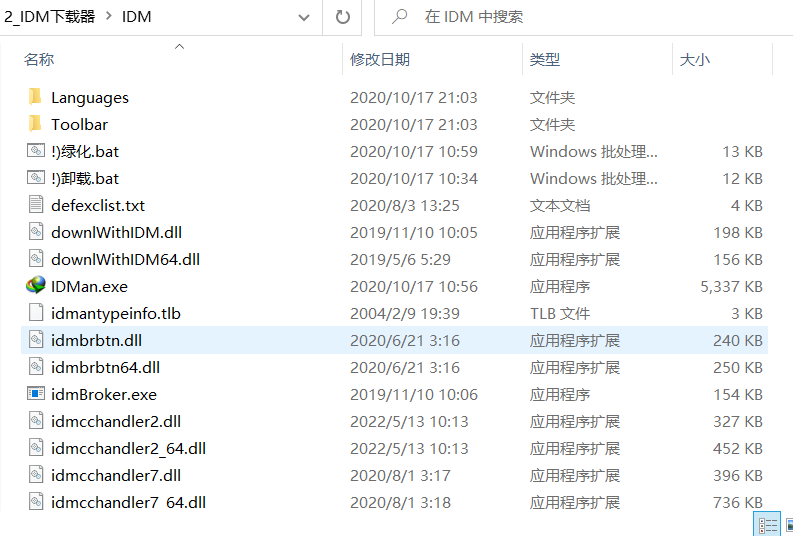 2_IDM下载器 > IDM 在 IDM 中搜索
名称 修改日期 类型 大小
Languages 2020/10/17 21:03 文件夹
Toolbar 2020/10/17 21:03 文件夹
!)绿化.bat 2020/10/17 10:59 Windows 批处理... 13 KB
!)卸载.bat 2020/10/17 10:34 Windows 批处理... 12 KB
defexclist.txt 2020/8/3 13:25 文本文档 4 KB
downlWithIDM.dll 2019/11/10 10:05 应用程序扩展 198 KB
downlWithIDM64.dll 2019/5/6 5:29 应用程序扩展 156 KB
IDMan.exe 2020/10/17 10:56 应用程序 5,337 KB
idmantypeinfo.tlb 2004/2/9 19:39 TLB 文件 3 KB
idmbrbtn.dll 2020/6/21 3:16 应用程序扩展 240 KB
idmbrbtn64.dll 2020/6/21 3:16 应用程序扩展 250 KB
idmBroker.exe 2019/11/10 10:06 应用程序 154 KB
idmcchandler2.dll 2022/5/13 10:13 应用程序扩展 327 KB
idmcchandler2_64.dll 2022/5/13 10:13 应用程序扩展 452 KB
idmcchandler7.dll 2020/8/1 3:17 应用程序扩展 396 KB
idmcchandler7_64.dll 2020/8/1 3:18 应用程序扩展 736 KB